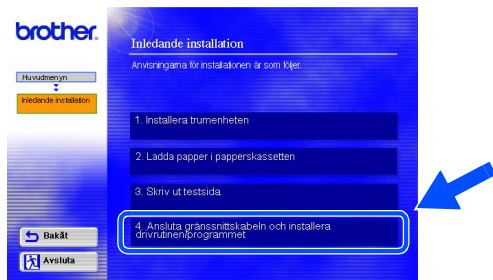 brother.
Huvudmenyn
Inledande installation
Bakåt
Avsluta
Inledande installation
Anvisningarna för installationen är som följer.
1. Installera trumenheten
2. Ladda papper i papperskassetten
3. Skriv ut testsida
4. Ansluta gränssnittskabeln och installera
drivrutinen/programmet